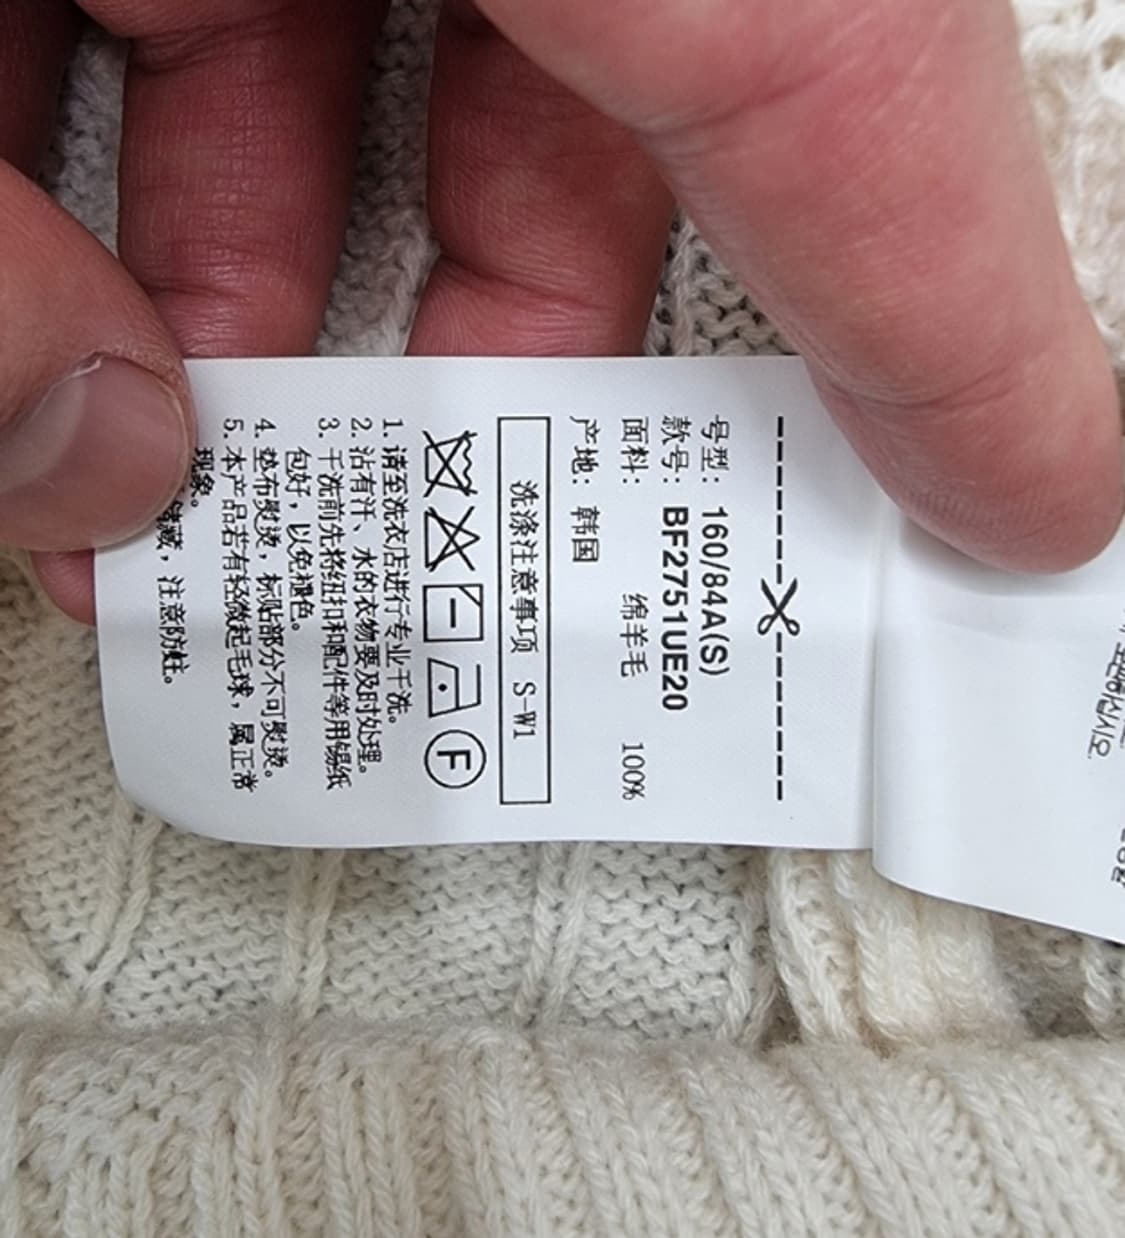 号型：160/84A(S)
款号：BF2751UE20
面料：
绵羊毛 100%
产地：韩国
洗涤注意事项 S-W1
F
1. 请至洗衣店进行专业干洗。
2. 沾有汗、水的衣物要及时处理。
3. 干洗前先将纽扣和配件等用锡纸
包好，以免褪色。
4. 垫布熨烫，标贴部分不可熨烫。
5. 本产品若有轻微起毛球，属正常
现象。
藏，注意防蛀。